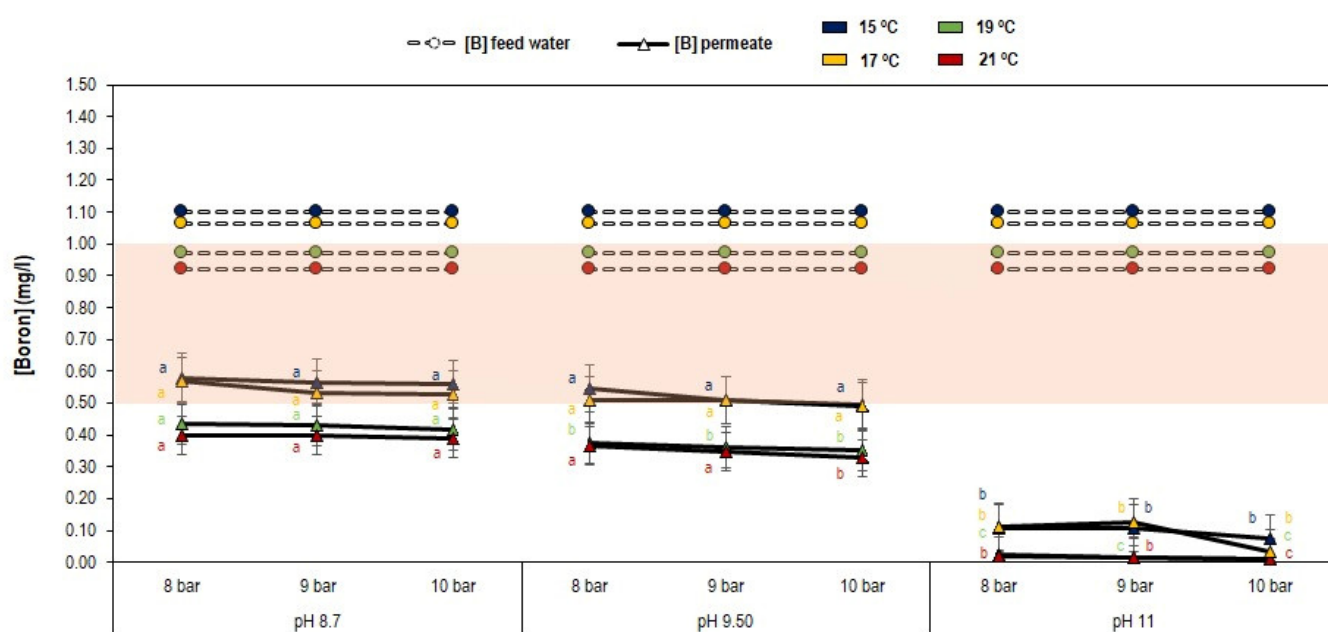 [B] feed water [B] permeate 15 ºC 19 ºC
17 ºC 21 ºC
[Boron] (mg/l)
1.50
1.40
1.30
1.20
1.10
1.00
0.90
0.80
0.70
0.60
0.50
0.40
0.30
0.20
0.10
0.00
a a a a a a
a a a a a a
a a a b b b
a a a a a b
b b b b b
b c c
c c b c
b
8 bar 9 bar 10 bar 8 bar 9 bar 10 bar 8 bar 9 bar 10 bar
pH 8.7 pH 9.50 pH 11